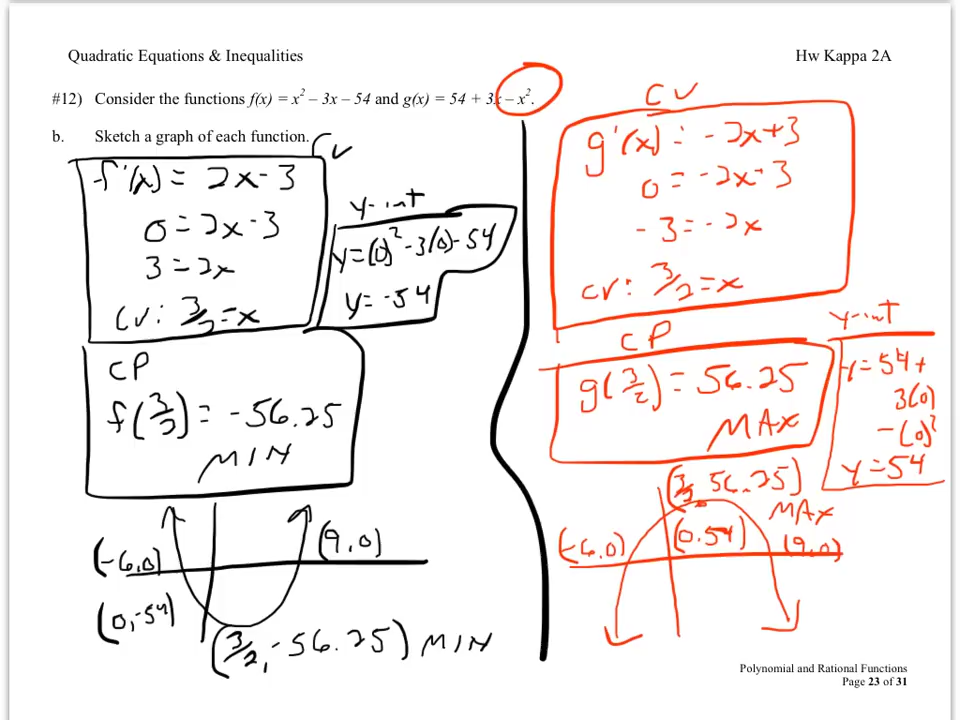 Quadratic Equations & Inequalities
Hw Kappa 2A
#12) Consider the functions f(x) = x² – 3x – 54 and g(x) = 54 + 3x – x².
b. Sketch a graph of each function.
CV
f'(x) = 2x - 3
0 = 2x - 3
3 = 2x
CV: 3/2 = x
y-int
y = (0)² - 3(0) - 54
y = -54
CP
f(3/2) = -56.25
MIN
(-6,0)
(9,0)
(0,-54)
(3/2, -56.25) MIN
CV
g'(x) = -2x+3
0 = -2x+3
-3 = -2x
CV: 3/2 = x
CP
g(3/2) = 56.25
MAX
y-int
y = 54 +
3(0)
-(0)²
y = 54
(3/2, 56.25)
MAX
(-6,0)
(0.54)
(9,0)
Polynomial and Rational Functions
Page 23 of 31